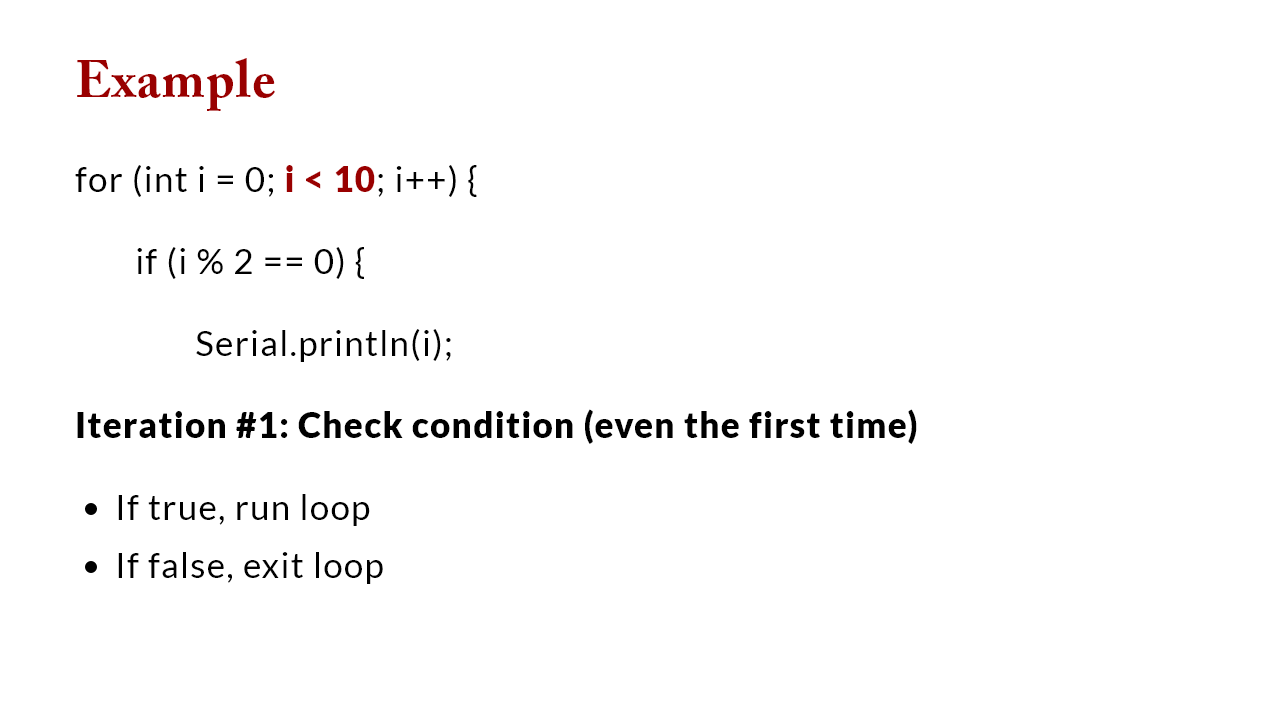 Example
for (int i = 0; i < 10; i++) {
if (i % 2 == 0) {
Serial.println(i);
Iteration #1: Check condition (even the first time)
• If true, run loop
• If false, exit loop